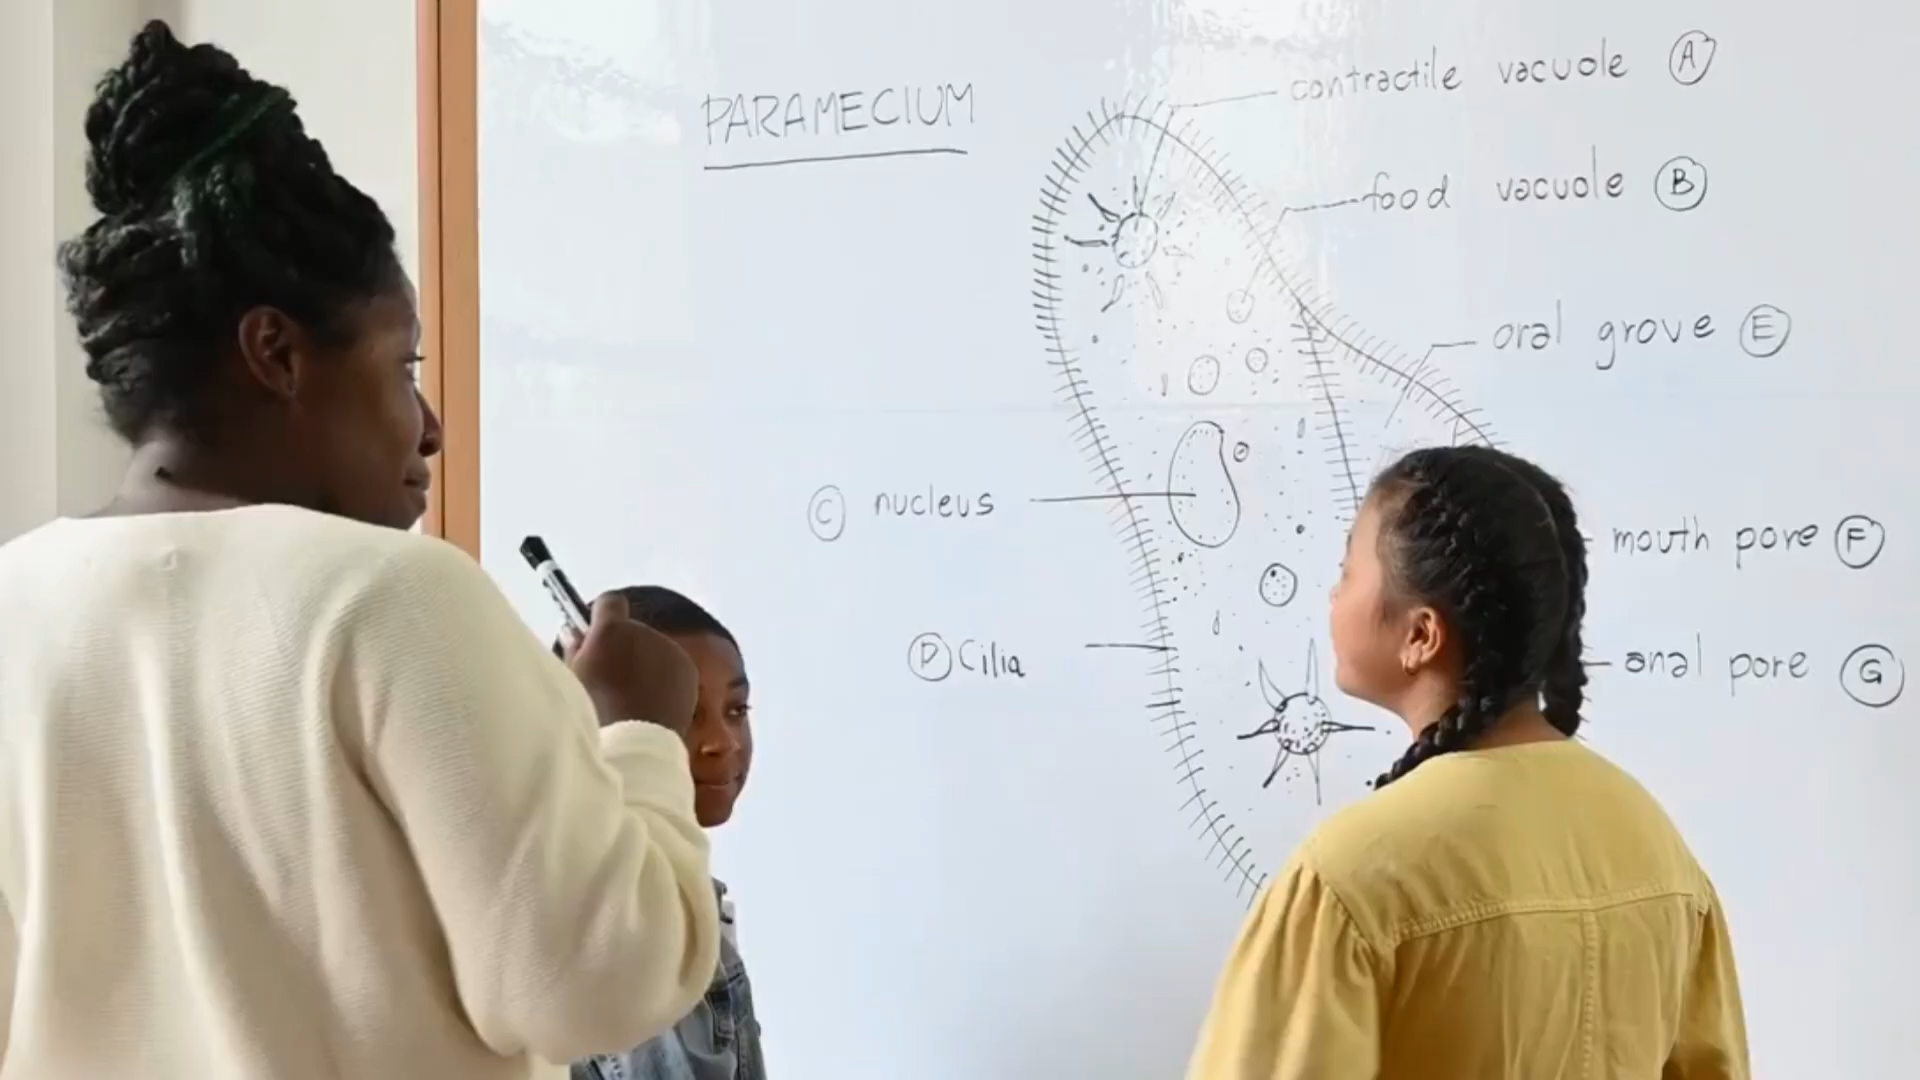 PARAMECIUM
contractile vacuole A
food vacuole B
oral grove E
C nucleus
mouth pore F
D Cilia
anal pore G